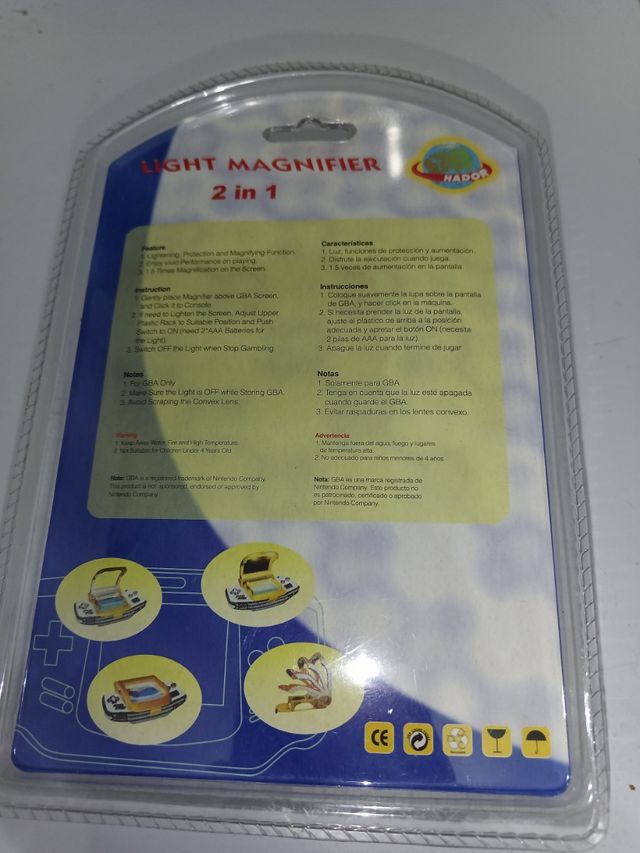 LIGHT MAGNIFIER
2 in 1
HADOR
Feature
1. Lightening, Protection and Magnifying Function.
2. Enjoy vivid Performance on playing.
3. 1.5 Times Magnification on the Screen.
Instruction
1. Gently place Magnifier above GBA Screen,
and Click it to Console.
2. If need to Lighten the Screen, Adjust Upper
Plastic Rack to Suitable Position and Push
Switch to ON (need 2*AAA Batteries for
the Light).
3. Switch OFF the Light when Stop Gambling
Notes
1. For GBA Only
2. Make Sure the Light is OFF while Storing GBA.
3. Avoid Scraping the Convex Lens.
Warning
1. Keep Away Water, Fire and High Temperature.
2. Not Suitable for Children Under 4 Years Old
Note: GBA is a registered trademark of Nintendo Company.
This product is not sponsored, endorsed or approved by
Nintendo Company.
Características
1. Luz, funciones de protección y aumentación.
2. Disfrute la ejecutación cuando juega.
3. 1.5 veces de aumentación en la pantalla
Instrucciones
1. Coloque suavemente la lupa sobre la pantalla
de GBA, y hacer click en la máquina.
2. Si necesita prender la luz de la pantalla,
ajuste el plástico de arriba a la posición
adecuada y apretar el botón ON (necesita
2 pilas de AAA para la luz).
3. Apague la luz cuando termine de jugar
Notas
1. Solamente para GBA
2. Tenga en cuenta que la luz esté apagada
cuando guarde el GBA.
3. Evitar raspaduras en los lentes convexo.
Advertencia
1. Mantenga fuera del agua, fuego y lugares
de temperatura alta.
2. No adecuado para niños menores de 4 años
Nota: GBA es una marca registrada de
Nintendo Company. Este producto no
es patrocinado, certificado o aprobado
por Nintendo Company.
CE